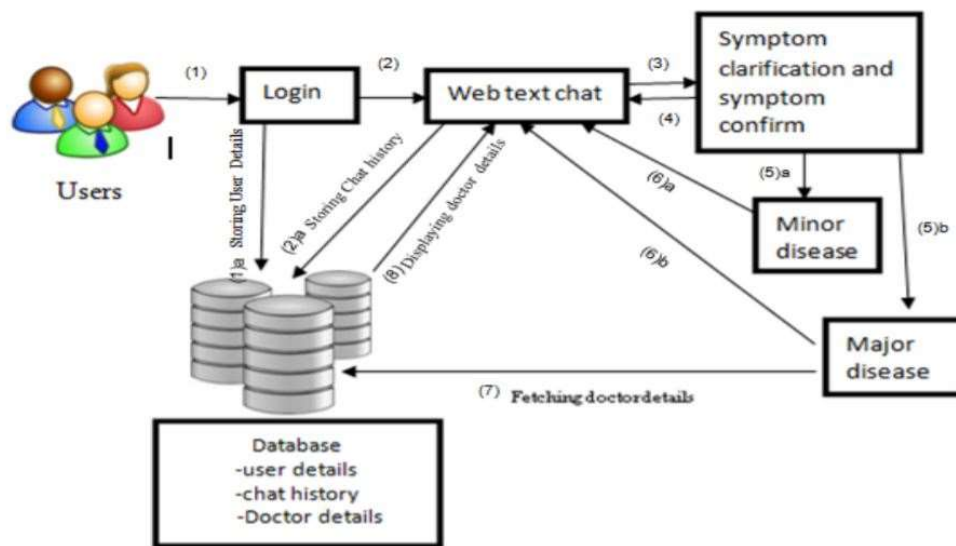 (1)
Login
(2)
Web text chat
(3)
(4)
Symptom
clarification and
symptom
confirm
Users
(1)a Storing User Details
(2)a Storing Chat history
(8) Displaying doctor details
(6)a
(5)a
Minor
disease
(5)b
(6)b
Major
disease
(7) Fetching doctor details
Database
-user details
-chat history
-Doctor details